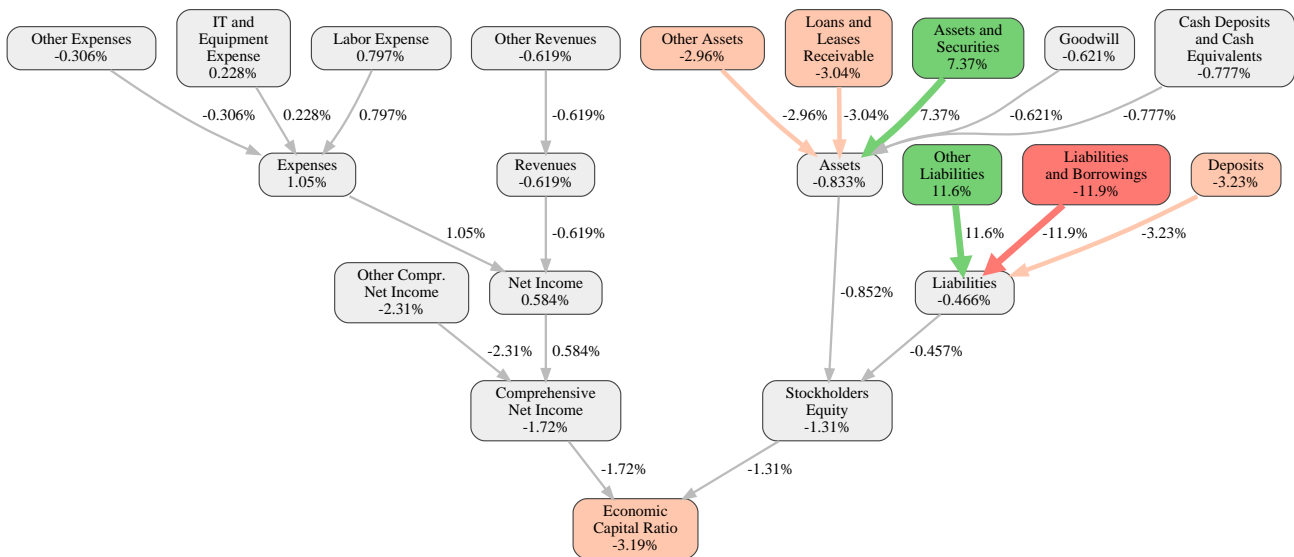 Other Expenses
-0.306%
IT and
Equipment
Expense
0.228%
Labor Expense
0.797%
Other Revenues
-0.619%
Other Assets
-2.96%
Loans and
Leases
Receivable
-3.04%
Assets and
Securities
7.37%
Goodwill
-0.621%
Cash Deposits
and Cash
Equivalents
-0.777%
-0.306%
0.228%
0.797%
-0.619%
-2.96%
-3.04%
7.37%
-0.621%
-0.777%
Expenses
1.05%
Revenues
-0.619%
Assets
-0.833%
Other
Liabilities
11.6%
Liabilities
and Borrowings
-11.9%
Deposits
-3.23%
1.05%
-0.619%
11.6%
-11.9%
-3.23%
Other Compr.
Net Income
-2.31%
Net Income
0.584%
-0.852%
Liabilities
-0.466%
-2.31%
0.584%
-0.457%
Comprehensive
Net Income
-1.72%
Stockholders
Equity
-1.31%
-1.72%
-1.31%
Economic
Capital Ratio
-3.19%